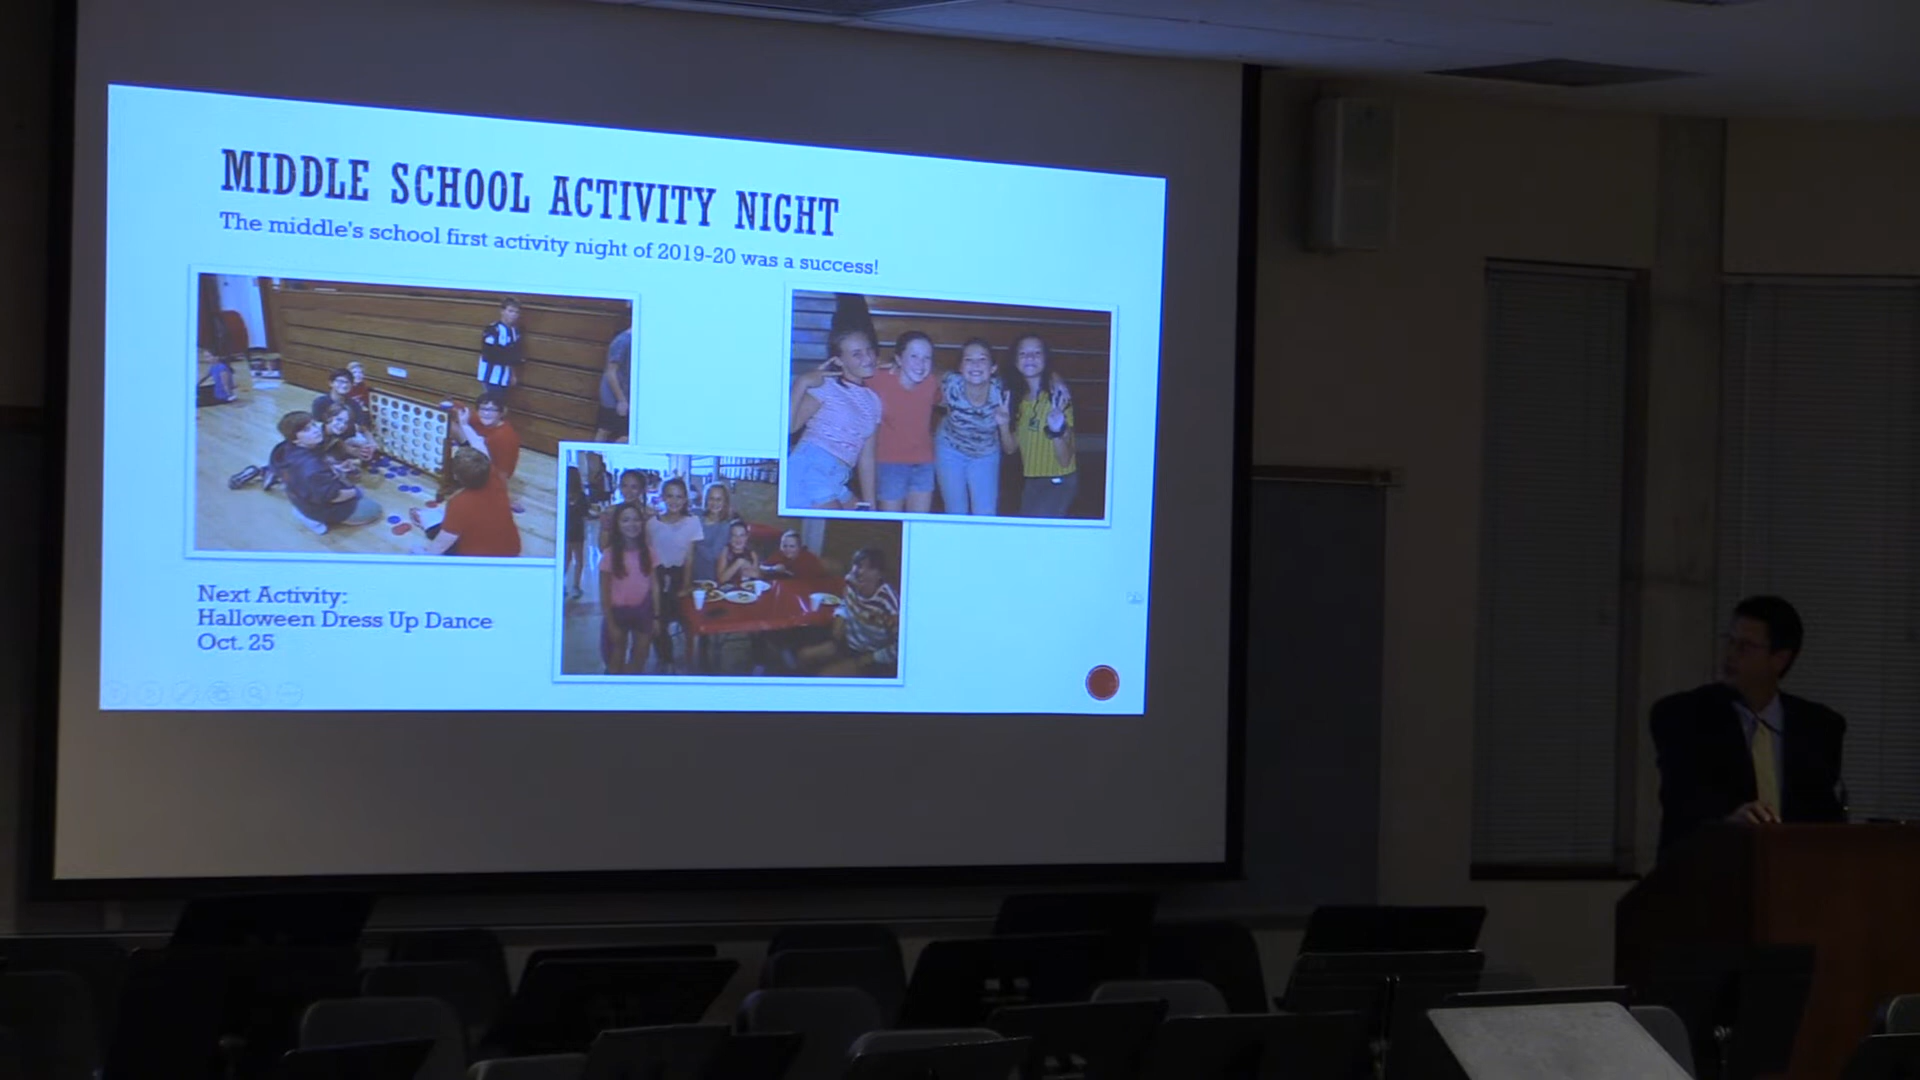 MIDDLE SCHOOL ACTIVITY NIGHT
The middle's school first activity night of 2019-20 was a success!
Next Activity:
Halloween Dress Up Dance
Oct. 25